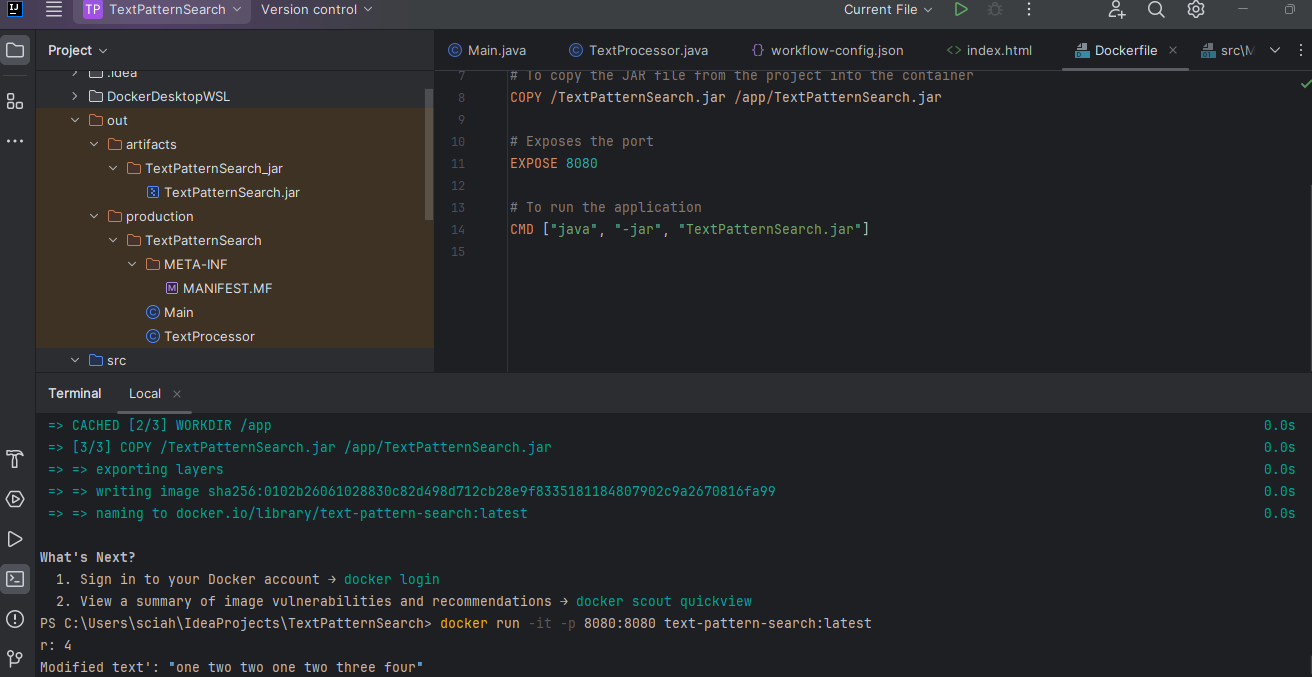 TP TextPatternSearch Version control Current File
Project
Main.java TextProcessor.java workflow-config.json index.html Dockerfile src\M
.idea
DockerDesktopWSL
out
artifacts
TextPatternSearch_jar
TextPatternSearch.jar
production
TextPatternSearch
META-INF
MANIFEST.MF
Main
TextProcessor
src
7 # To copy the JAR file from the project into the container
8 COPY /TextPatternSearch.jar /app/TextPatternSearch.jar
9
10 # Exposes the port
11 EXPOSE 8080
12
13 # To run the application
14 CMD ["java", "-jar", "TextPatternSearch.jar"]
15
Terminal Local
=> CACHED [2/3] WORKDIR /app 0.0s
=> [3/3] COPY /TextPatternSearch.jar /app/TextPatternSearch.jar 0.0s
=> => exporting layers 0.0s
=> => writing image sha256:0102b26061028830c82d498d712cb28e9f8335181184807902c9a2670816fa99 0.0s
=> => naming to docker.io/library/text-pattern-search:latest 0.0s
What's Next?
1. Sign in to your Docker account → docker login
2. View a summary of image vulnerabilities and recommendations → docker scout quickview
PS C:\Users\sciah\IdeaProjects\TextPatternSearch> docker run -it -p 8080:8080 text-pattern-search:latest
r: 4
Modified text': "one two two one two three four"